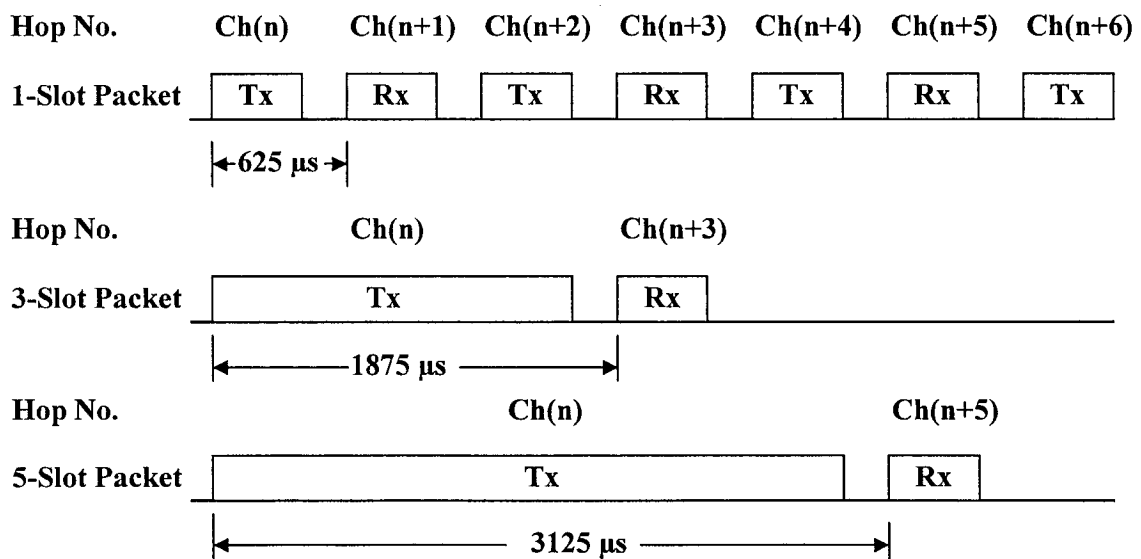 Hop No. Ch(n) Ch(n+1) Ch(n+2) Ch(n+3) Ch(n+4) Ch(n+5) Ch(n+6)
1-Slot Packet Tx Rx Tx Rx Tx Rx Tx
625 µs
Hop No. Ch(n) Ch(n+3)
3-Slot Packet Tx Rx
1875 µs
Hop No. Ch(n) Ch(n+5)
5-Slot Packet Tx Rx
3125 µs